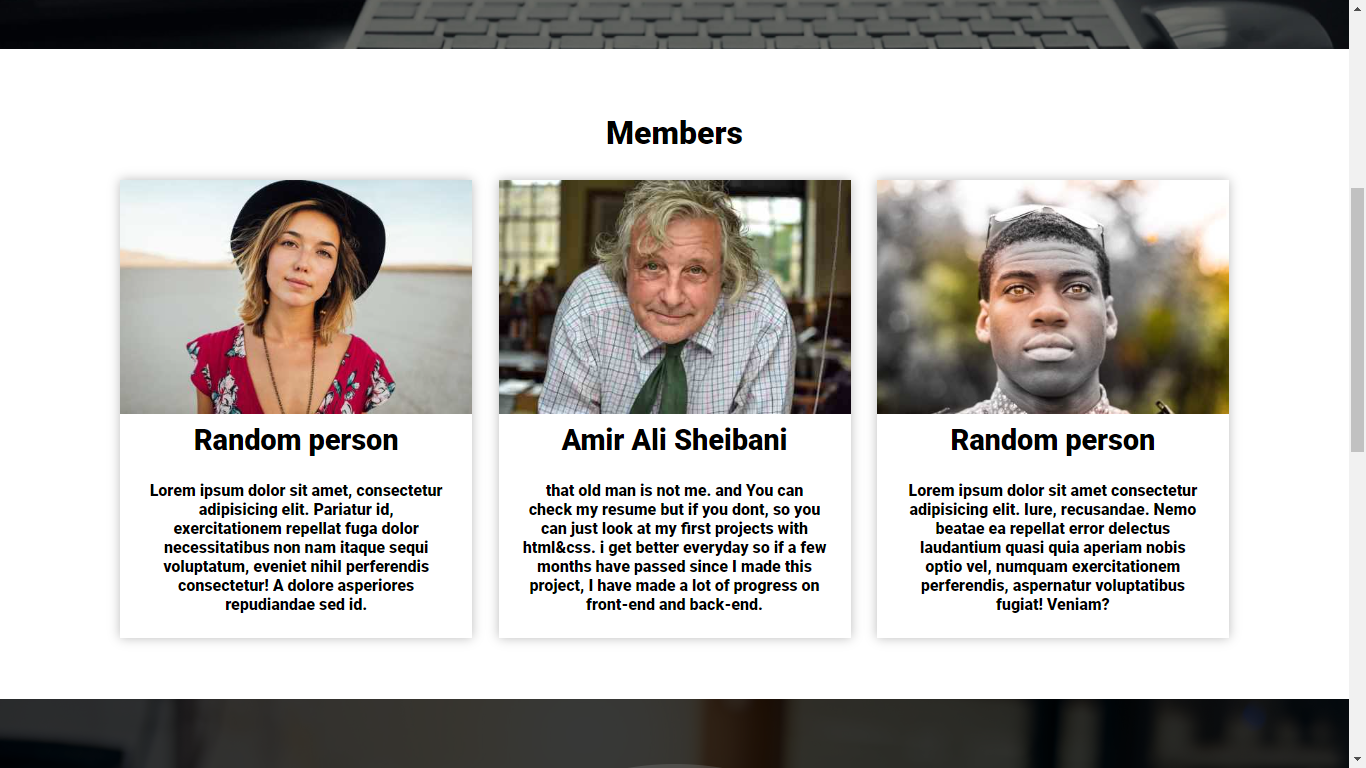 Members
Random person
Lorem ipsum dolor sit amet, consectetur
adipisicing elit. Pariatur id,
exercitationem repellat fuga dolor
necessitatibus non nam itaque sequi
voluptatum, eveniet nihil perferendis
consectetur! A dolore asperiores
repudiandae sed id.
Amir Ali Sheibani
that old man is not me. and You can
check my resume but if you dont, so you
can just look at my first projects with
html&css. i get better everyday so if a few
months have passed since I made this
project, I have made a lot of progress on
front-end and back-end.
Random person
Lorem ipsum dolor sit amet consectetur
adipisicing elit. Iure, recusandae. Nemo
beatae ea repellat error delectus
laudantium quasi quia aperiam nobis
optio vel, numquam exercitationem
perferendis, aspernatur voluptatibus
fugiat! Veniam?